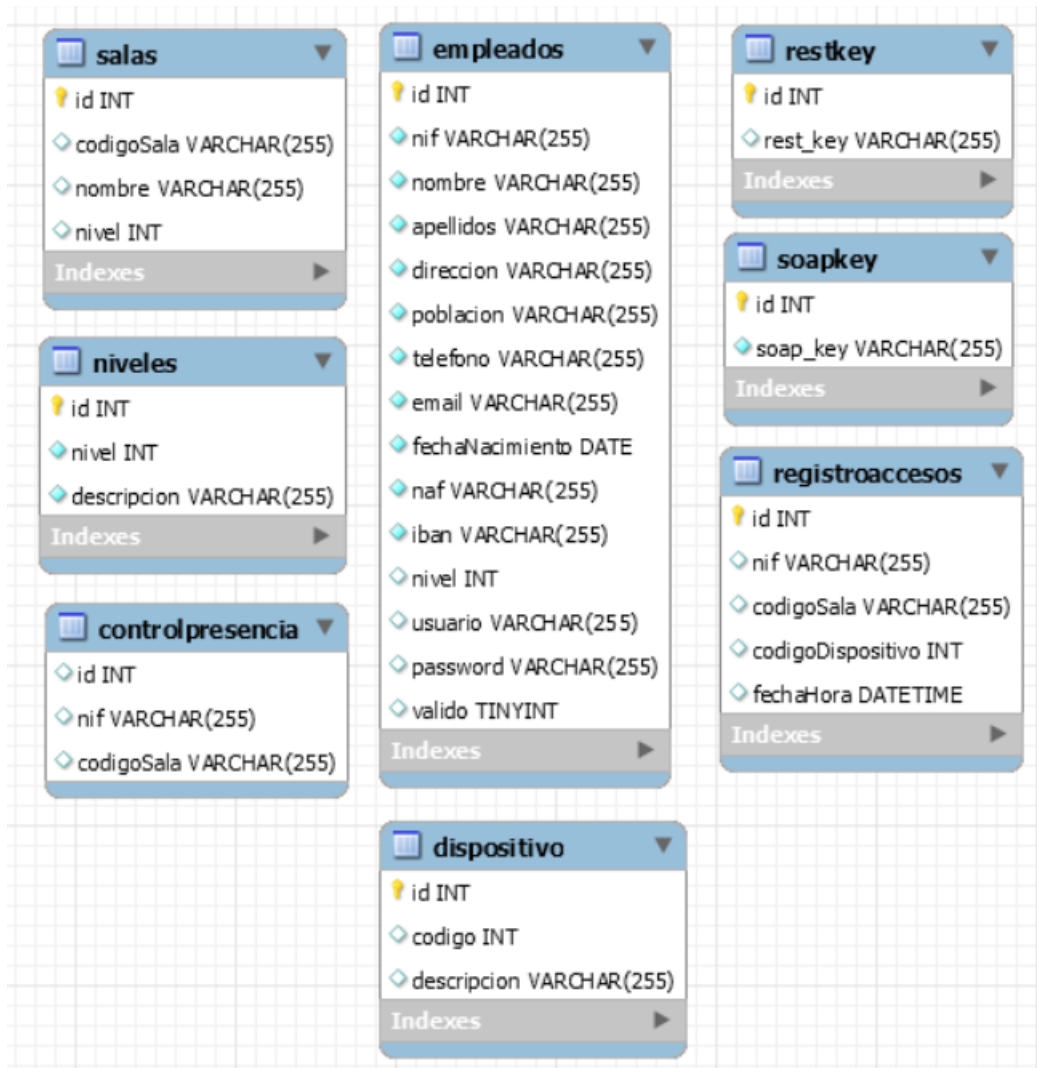 salas
id INT
codigoSala VARCHAR(255)
nombre VARCHAR(255)
nivel INT
Indexes
niveles
id INT
nivel INT
descripcion VARCHAR(255)
Indexes
controlpresencia
id INT
nif VARCHAR(255)
codigoSala VARCHAR(255)
empleados
id INT
nif VARCHAR(255)
nombre VARCHAR(255)
apellidos VARCHAR(255)
direccion VARCHAR(255)
poblacion VARCHAR(255)
telefono VARCHAR(255)
email VARCHAR(255)
fechaNacimiento DATE
naf VARCHAR(255)
iban VARCHAR(255)
nivel INT
usuario VARCHAR(255)
password VARCHAR(255)
valido TINYINT
Indexes
dispositivo
id INT
codigo INT
descripcion VARCHAR(255)
Indexes
restkey
id INT
rest_key VARCHAR(255)
Indexes
soapkey
id INT
soap_key VARCHAR(255)
Indexes
registroaccesos
id INT
nif VARCHAR(255)
codigoSala VARCHAR(255)
codigoDispositivo INT
fechaHora DATETIME
Indexes